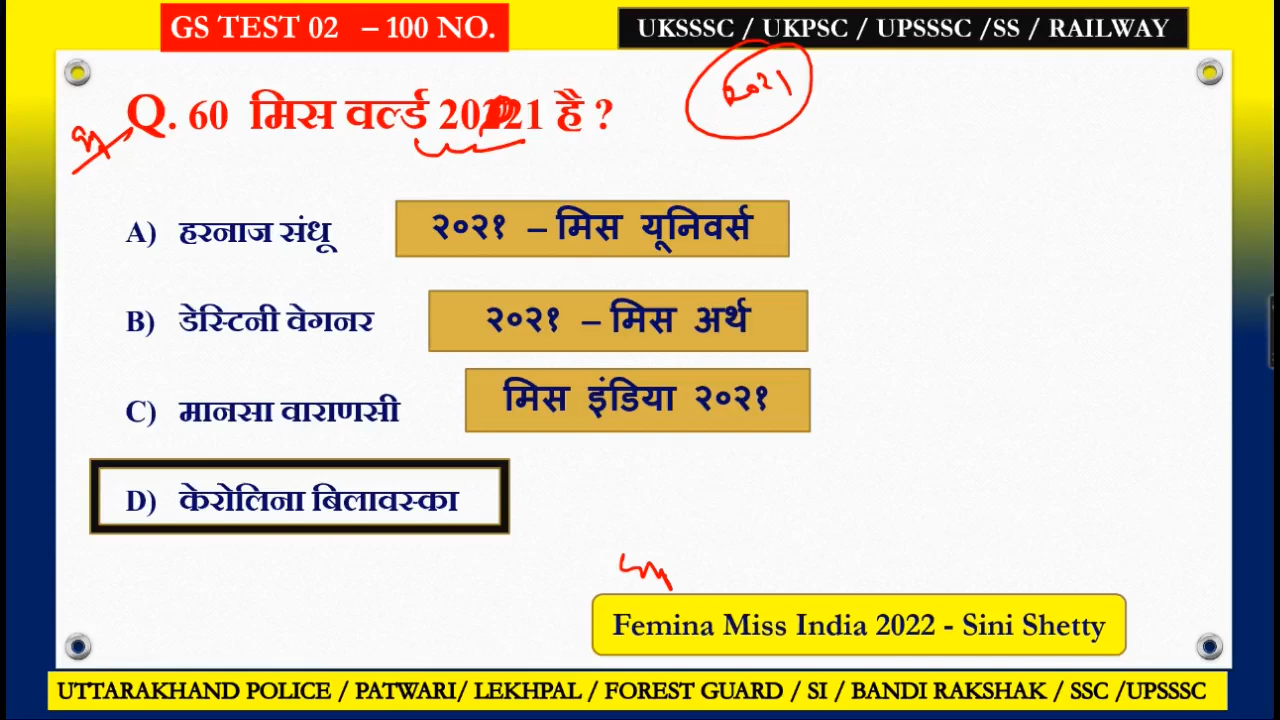 GS TEST 02 – 100 NO.
UKSSSC / UKPSC / UPSSSC /SS / RAILWAY
2021
Q. 60 मिस वर्ल्ड 2021 है ?
A) हरनाज संधू
२०२१ – मिस यूनिवर्स
B) डेस्टिनी वेगनर
२०२१ – मिस अर्थ
C) मानसा वाराणसी
मिस इंडिया २०२१
D) केरोलिना बिलावस्का
Femina Miss India 2022 - Sini Shetty
UTTARAKHAND POLICE / PATWARI/ LEKHPAL / FOREST GUARD / SI / BANDI RAKSHAK / SSC /UPSSSC